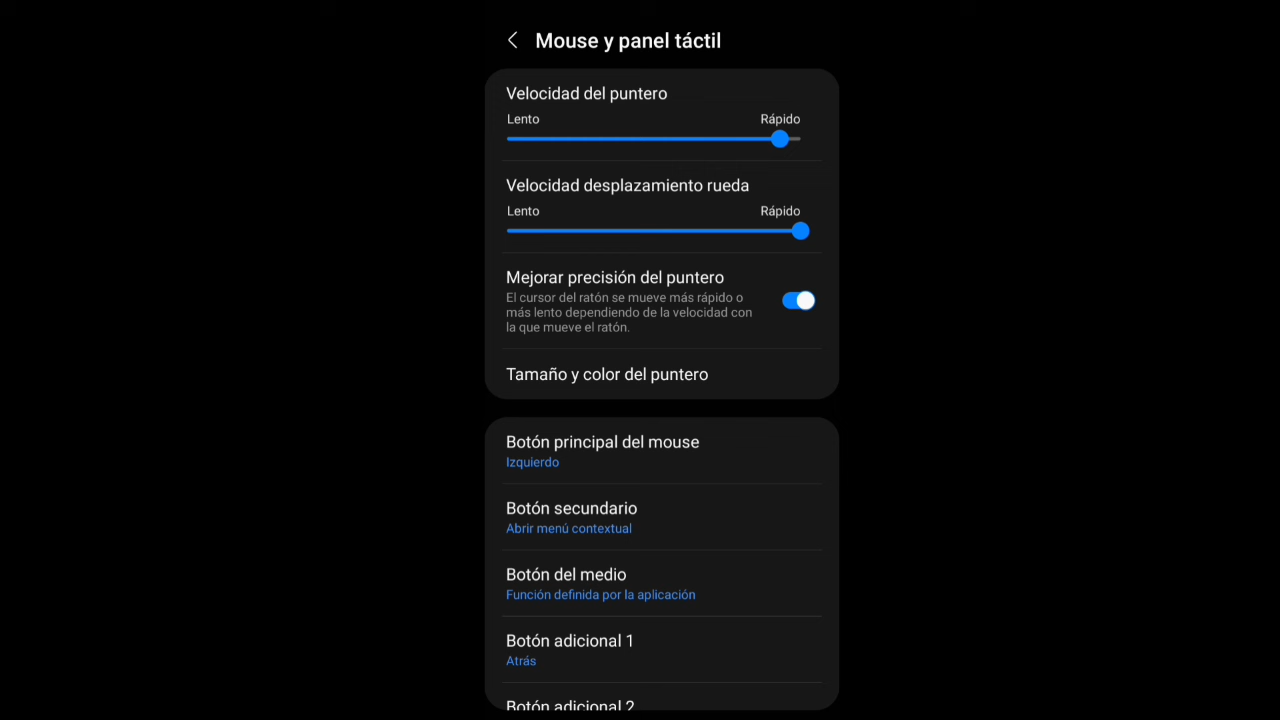 Mouse y panel táctil
Velocidad del puntero
Lento Rápido
Velocidad desplazamiento rueda
Lento Rápido
Mejorar precisión del puntero
El cursor del ratón se mueve más rápido o
más lento dependiendo de la velocidad con
la que mueve el ratón.
Tamaño y color del puntero
Botón principal del mouse
Izquierdo
Botón secundario
Abrir menú contextual
Botón del medio
Función definida por la aplicación
Botón adicional 1
Atrás
Botón adicional 2